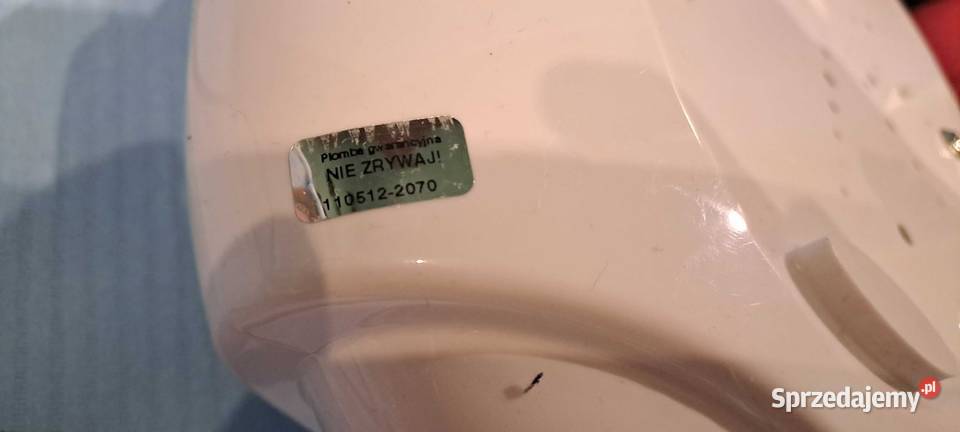 Plomba gwarancyjna
NIE ZRYWAJ!
110512-2070
Sprzedajemy.pl